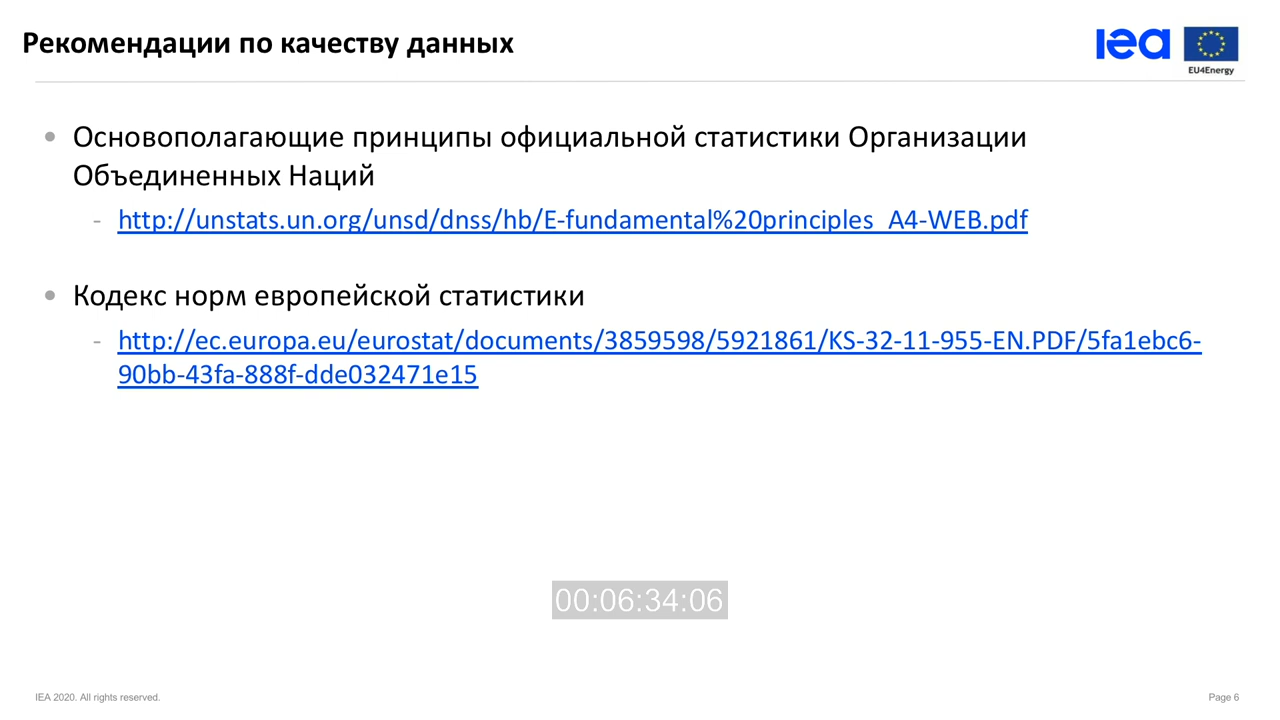 Рекомендации по качеству данных
iea
EU4Energy
• Основополагающие принципы официальной статистики Организации
Объединенных Наций
- http://unstats.un.org/unsd/dnss/hb/E-fundamental%20principles_A4-WEB.pdf
• Кодекс норм европейской статистики
- http://ec.europa.eu/eurostat/documents/3859598/5921861/KS-32-11-955-EN.PDF/5fa1ebc6-
90bb-43fa-888f-dde032471e15
00:06:34:06
IEA 2020. All rights reserved.
Page 6